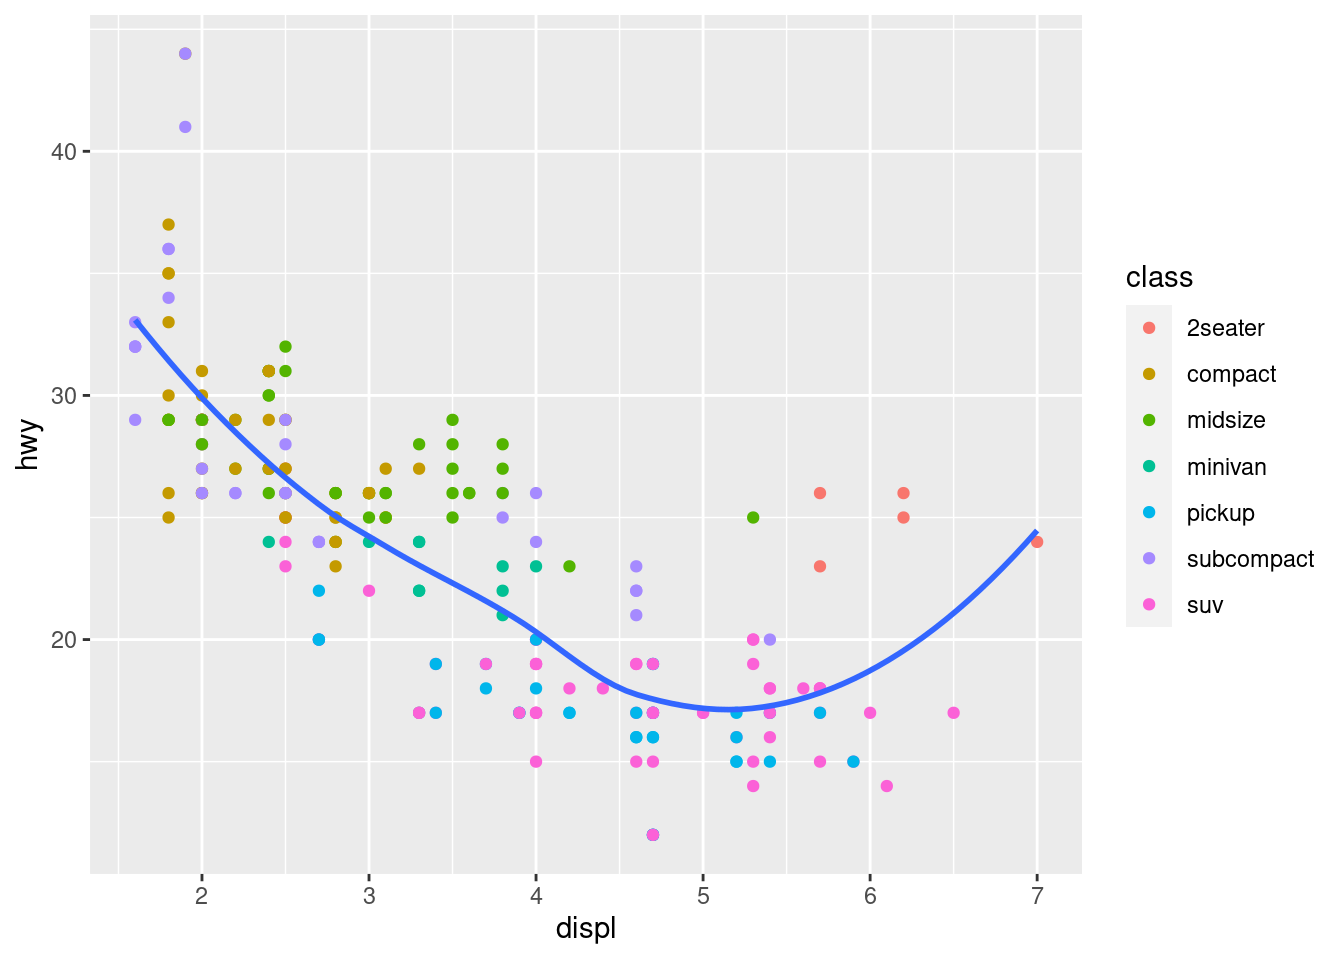 40
30
20
hwy
2 3 4 5 6 7
displ
class
2seater
compact
midsize
minivan
pickup
subcompact
suv